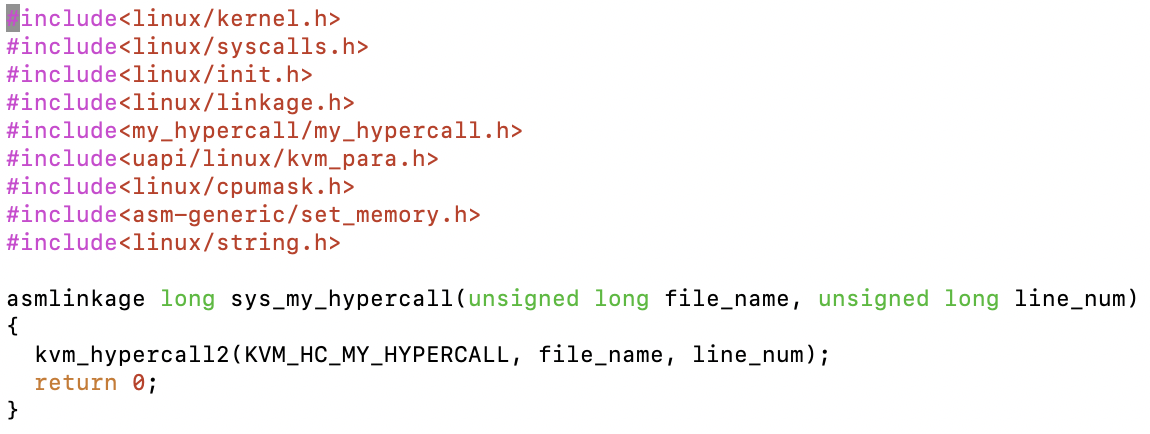 #include<linux/kernel.h>
#include<linux/syscalls.h>
#include<linux/init.h>
#include<linux/linkage.h>
#include<my_hypercall/my_hypercall.h>
#include<uapi/linux/kvm_para.h>
#include<linux/cpumask.h>
#include<asm-generic/set_memory.h>
#include<linux/string.h>

asmlinkage long sys_my_hypercall(unsigned long file_name, unsigned long line_num)
{
  kvm_hypercall2(KVM_HC_MY_HYPERCALL, file_name, line_num);
  return 0;
}